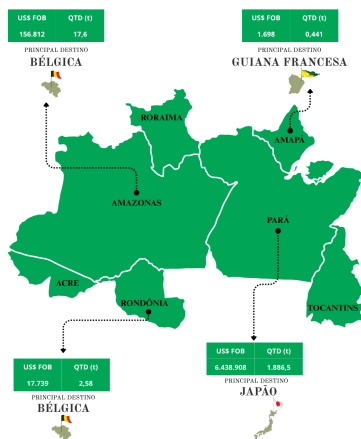 US$ FOB QTD (t)
156.812 17,6
PRINCIPAL DESTINO
BÉLGICA
US$ FOB QTD (t)
1.698 0,441
PRINCIPAL DESTINO
GUIANA FRANCESA
RORAIMA
AMAPÁ
AMAZONAS
PARÁ
ACRE
RONDÔNIA
TOCANTINS
US$ FOB QTD (t)
17.739 2,58
PRINCIPAL DESTINO
BÉLGICA
US$ FOB QTD (t)
6.438.908 1.886,5
PRINCIPAL DESTINO
JAPÃO